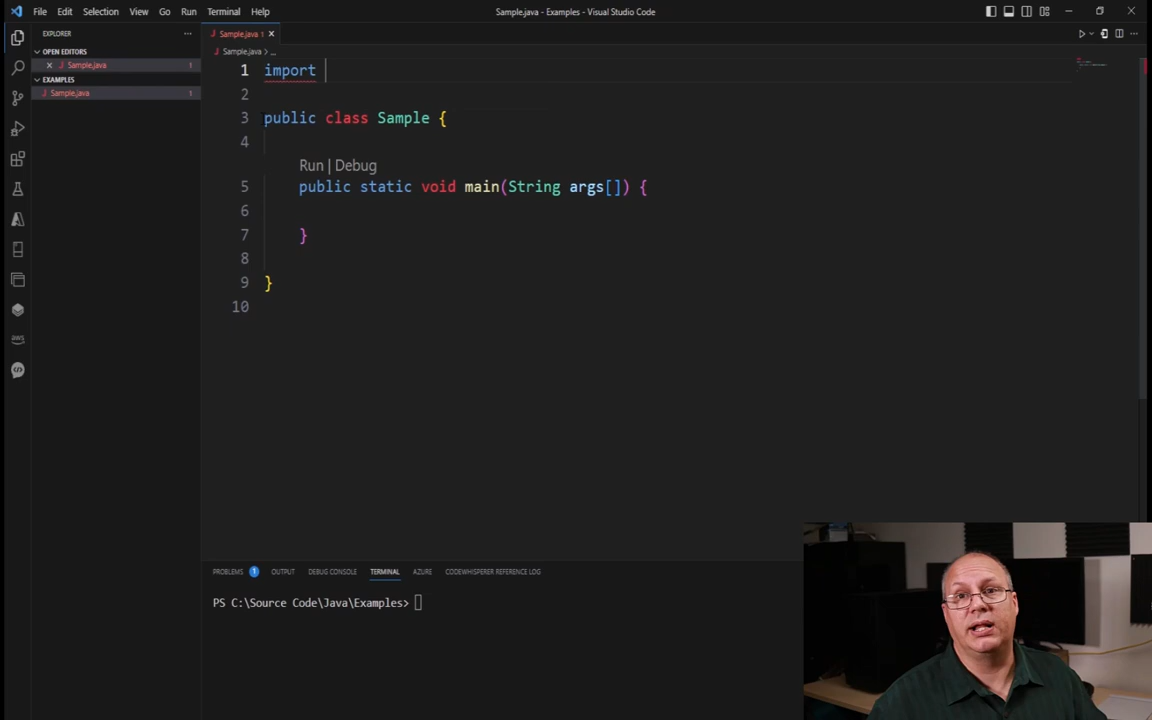 File Edit Selection View Go Run Terminal Help
Sample.java - Examples - Visual Studio Code
EXPLORER
OPEN EDITORS
Sample.java 1
EXAMPLES
Sample.java 1
Sample.java 1
Sample.java > ...
1 import
2
3 public class Sample {
4
Run | Debug
5 public static void main(String args[]) {
6
7 }
8
9 }
10
aws
PROBLEMS 1 OUTPUT DEBUG CONSOLE TERMINAL AZURE CODEWHISPERER REFERENCE LOG
PS C:\Source Code\Java\Examples>